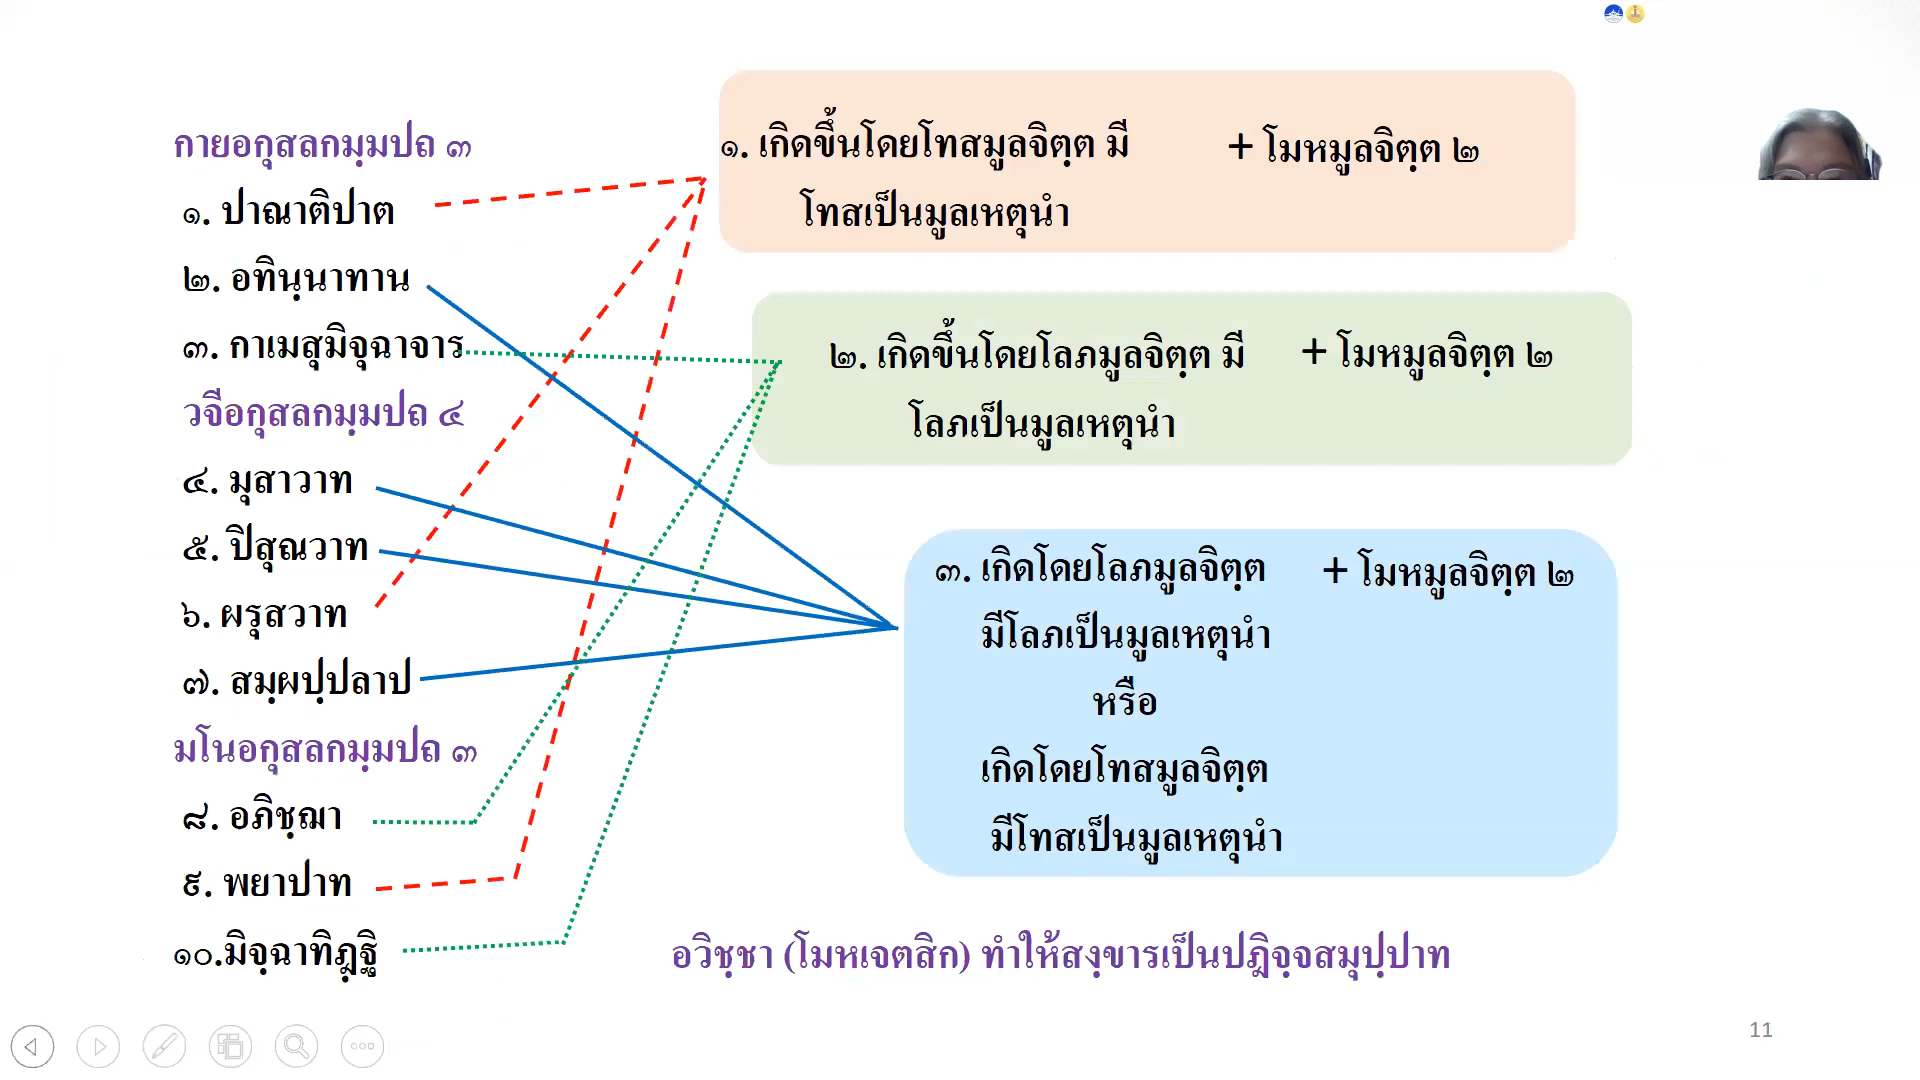 กายอกุสลกมฺมปถ ๓
๑. ปาณาติปาต
๒. อทินฺนาทาน
๓. กาเมสุมิจฺฉาจาร
วจีอกุสลกมฺมปถ ๔
๔. มุสาวาท
๕. ปิสุณวาท
๖. ผรุสวาท
๗. สมฺผปฺปลาป
มโนอกุสลกมฺมปถ ๓
๘. อภิชฺฌา
๙. พยาปาท
๑๐.มิจฺฉาทิฏฺฐิ
๑. เกิดขึ้นโดยโทสมูลจิตฺต มี + โมหมูลจิตฺต ๒
โทสเป็นมูลเหตุนำ
๒. เกิดขึ้นโดยโลภมูลจิตฺต มี + โมหมูลจิตฺต ๒
โลภเป็นมูลเหตุนำ
๓. เกิดโดยโลภมูลจิตฺต + โมหมูลจิตฺต ๒
มีโลภเป็นมูลเหตุนำ
หรือ
เกิดโดยโทสมูลจิตฺต
มีโทสเป็นมูลเหตุนำ
อวิชฺชา (โมหเจตสิก) ทำให้สงฺขารเป็นปฏิจฺจสมุปฺปาท
11